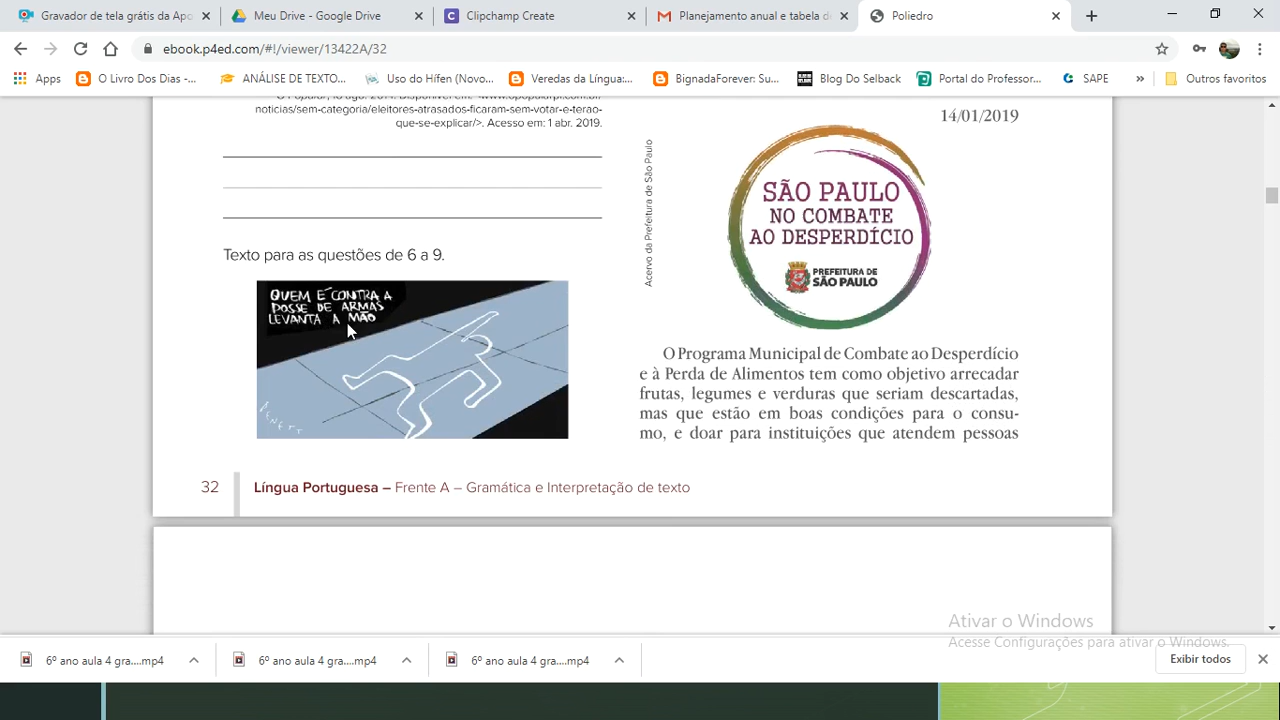 Gravador de tela grátis da Apo
Meu Drive - Google Drive
Clipchamp Create
Planejamento anual e tabela de
Poliedro
ebook.p4ed.com/#!/viewer/13422A/32
Apps
O Livro Dos Dias -...
ANÁLISE DE TEXTO...
Uso do Hífen (Novo...
Veredas da Língua:...
BignadaForever: Su...
Blog Do Selback
Portal do Professor...
SAPE
»
Outros favoritos
noticias/sem-categoria/eleitores-atrasados-ficaram-sem-votar-e-terao-
que-se-explicar/>. Acesso em: 1 abr. 2019.
Texto para as questões de 6 a 9.
QUEM É CONTRA A
POSSE DE ARMAS
LEVANTA A MÃO
14/01/2019
Acervo da Prefeitura de São Paulo
SÃO PAULO
NO COMBATE
AO DESPERDÍCIO
PREFEITURA DE
SÃO PAULO
O Programa Municipal de Combate ao Desperdício
e à Perda de Alimentos tem como objetivo arrecadar
frutas, legumes e verduras que seriam descartadas,
mas que estão em boas condições para o consu-
mo, e doar para instituições que atendem pessoas
32 Língua Portuguesa – Frente A – Gramática e Interpretação de texto
Ativar o Windows
Acesse Configurações para ativar o Windows.
6º ano aula 4 gra....mp4
6º ano aula 4 gra....mp4
6º ano aula 4 gra....mp4
Exibir todos